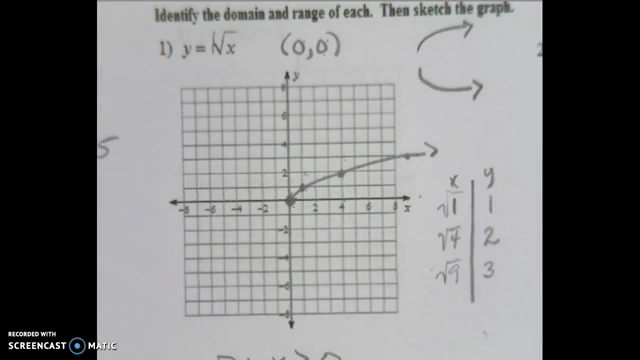 Identify the domain and range of each. Then sketch the graph.
1) y = √x (0,0)
5
y
8
6
4
2
-8 -6 -4 -2 2 4 6 8 x
-2
-4
-6
-8
x y
√1 1
√4 2
√9 3
RECORDED WITH
SCREENCAST MATIC